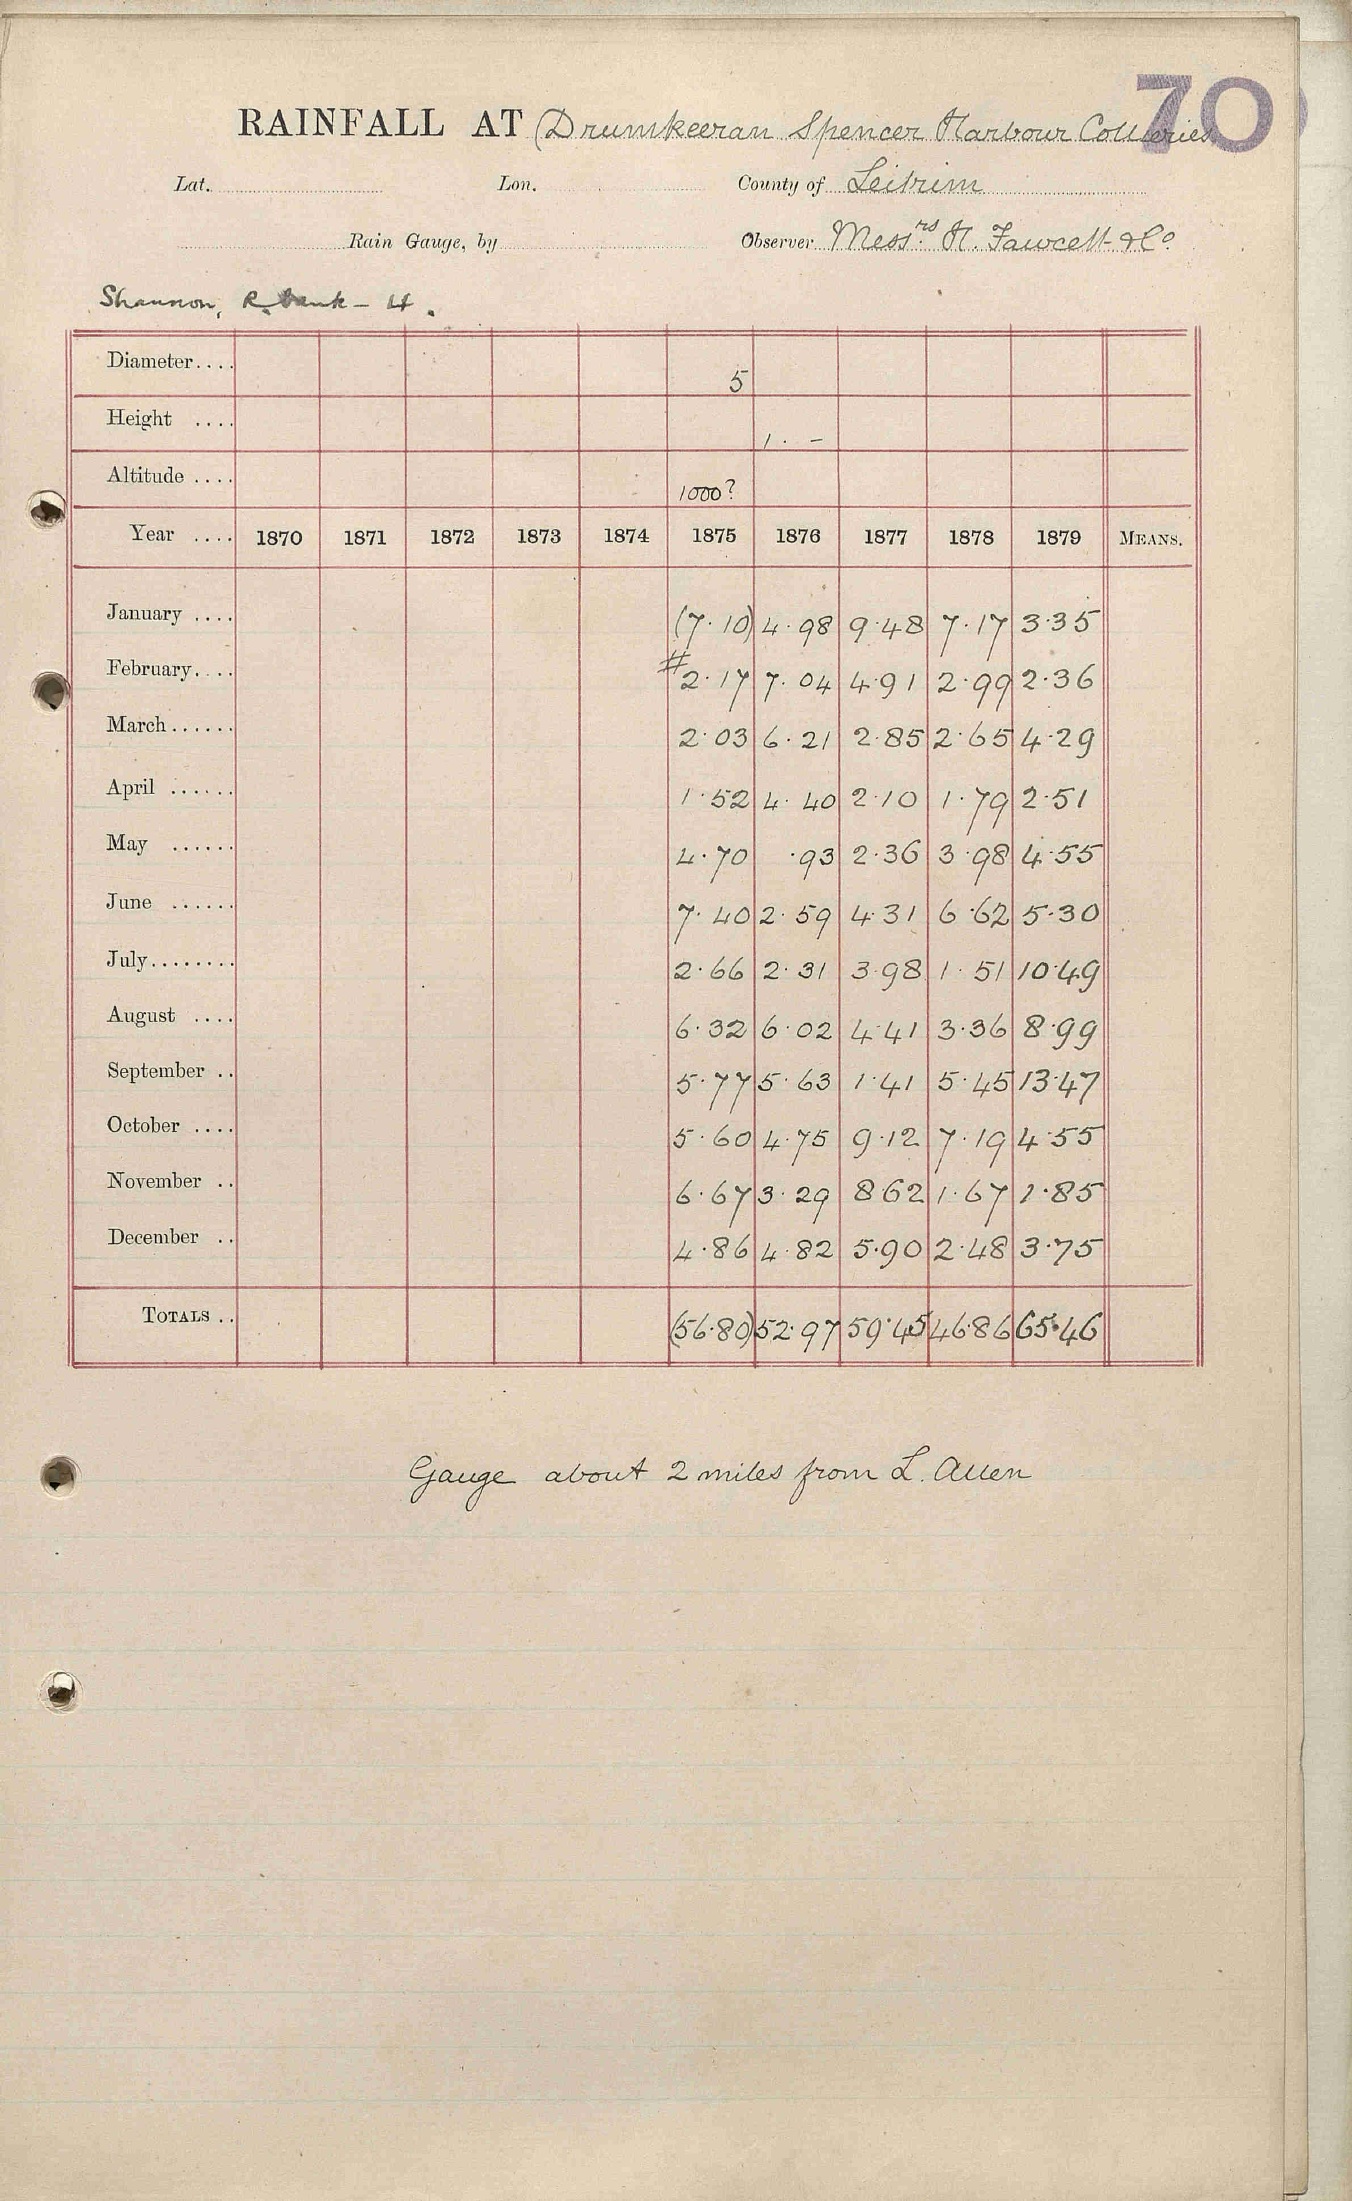 70
RAINFALL AT (Drumkeeran Spencer Harbour Collieries
Lat. Lon. County of Leitrim
Rain Gauge, by Observer Messrs. H. Fawcett & Co.
Shannon, R. bank – 4.
Diameter.... 5
Height .... 1 . –
Altitude .... 1000?
Year .... 1870 1871 1872 1873 1874 1875 1876 1877 1878 1879 MEANS.
January .... (7.10) 4.98 9.48 7.17 3.35
February.... #2.17 7.04 4.91 2.99 2.36
March...... 2.03 6.21 2.85 2.65 4.29
April ...... 1.52 4.40 2.10 1.79 2.51
May ...... 4.70 .93 2.36 3.98 4.55
June ...... 7.40 2.59 4.31 6.62 5.30
July........ 2.66 2.31 3.98 1.51 10.49
August .... 6.32 6.02 4.41 3.36 8.99
September .. 5.77 5.63 1.41 5.45 13.47
October .... 5.60 4.75 9.12 7.19 4.55
November .. 6.67 3.29 8.62 1.67 1.85
December .. 4.86 4.82 5.90 2.48 3.75
TOTALS .. (56.80) 52.97 59.45 46.86 65.46
Gauge about 2 miles from L. Allen